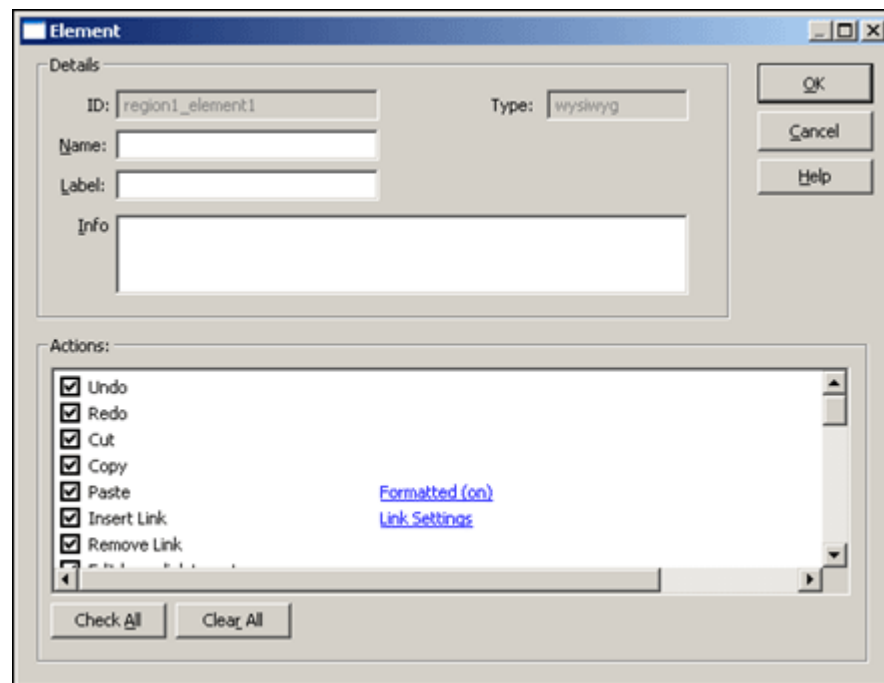 Element
Details
ID: region1_element1 Type: wysiwyg
Name:
Label:
Info
OK
Cancel
Help
Actions:
Undo
Redo
Cut
Copy
Paste Formatted (on)
Insert Link Link Settings
Remove Link
Check All Clear All